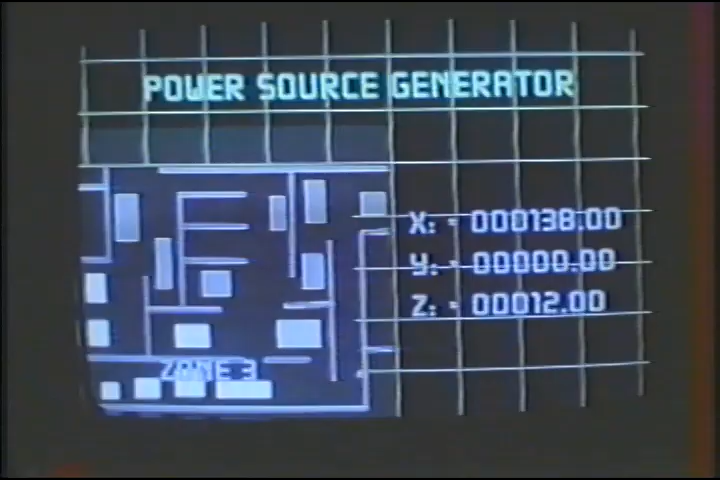 POWER SOURCE GENERATOR
X: - 000138.00
Y: - 00000.00
Z: - 00012.00
ZONE 3